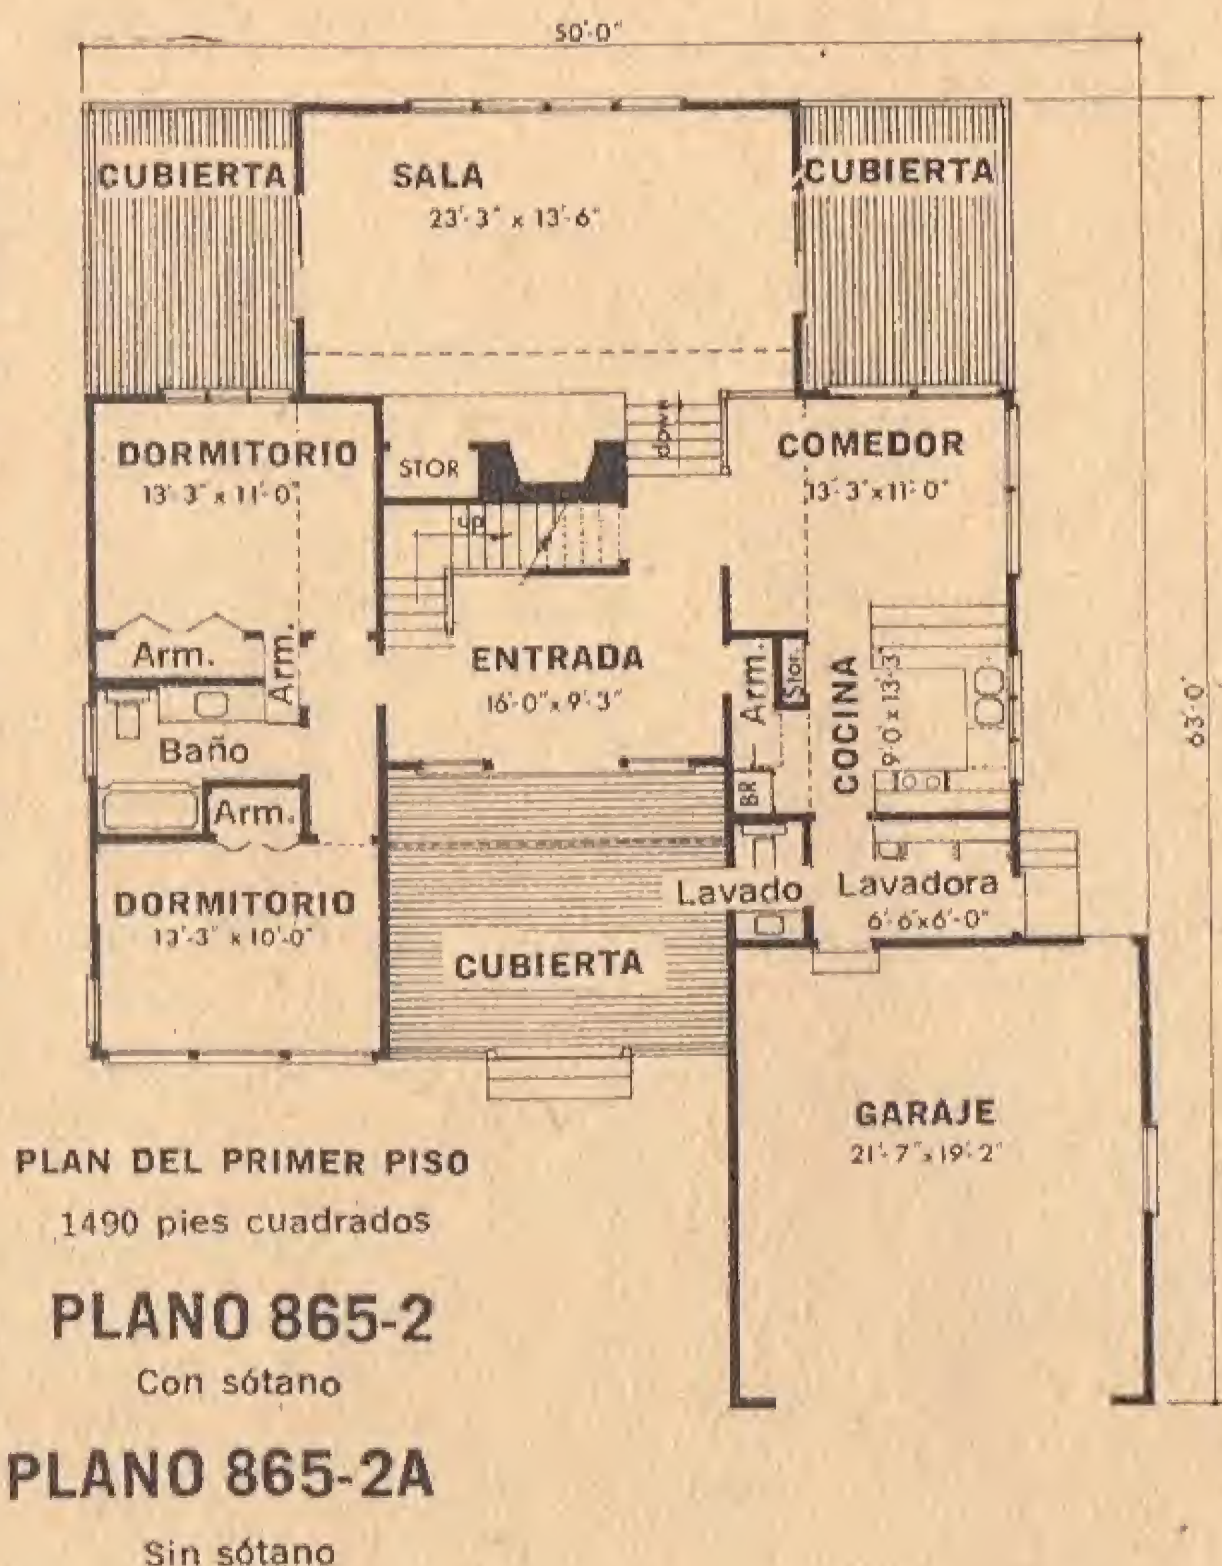 50'-0"
CUBIERTA
SALA
23'-3" x 13'-6"
CUBIERTA
DORMITORIO
13'-3" x 11'-0"
STOR
down
COMEDOR
13'-3" x 11'-0"
up
Arm.
Arm.
ENTRADA
16'-0" x 9'-3"
Arm.
Stor.
COCINA
9'-0" x 13'-3"
63'-0"
Baño
Arm.
BR
DORMITORIO
13'-3" x 10'-0"
Lavado
Lavadora
6'-6" x 6'-0"
CUBIERTA
GARAJE
21'-7" x 19'-2"
PLAN DEL PRIMER PISO
1490 pies cuadrados
PLANO 865-2
Con sótano
PLANO 865-2A
Sin sótano